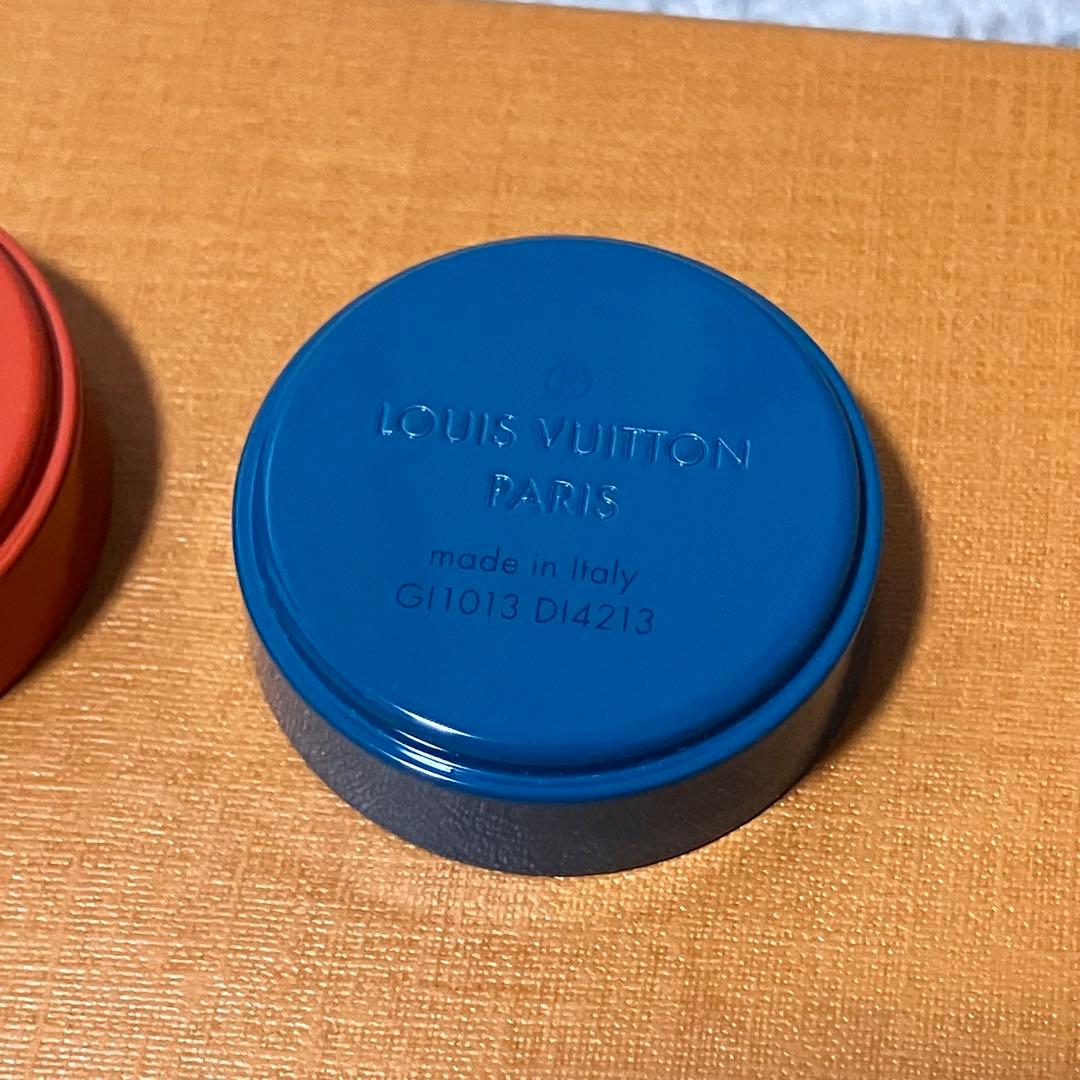 ®
LOUIS VUITTON
PARIS
made in Italy
GI1013 DI4213